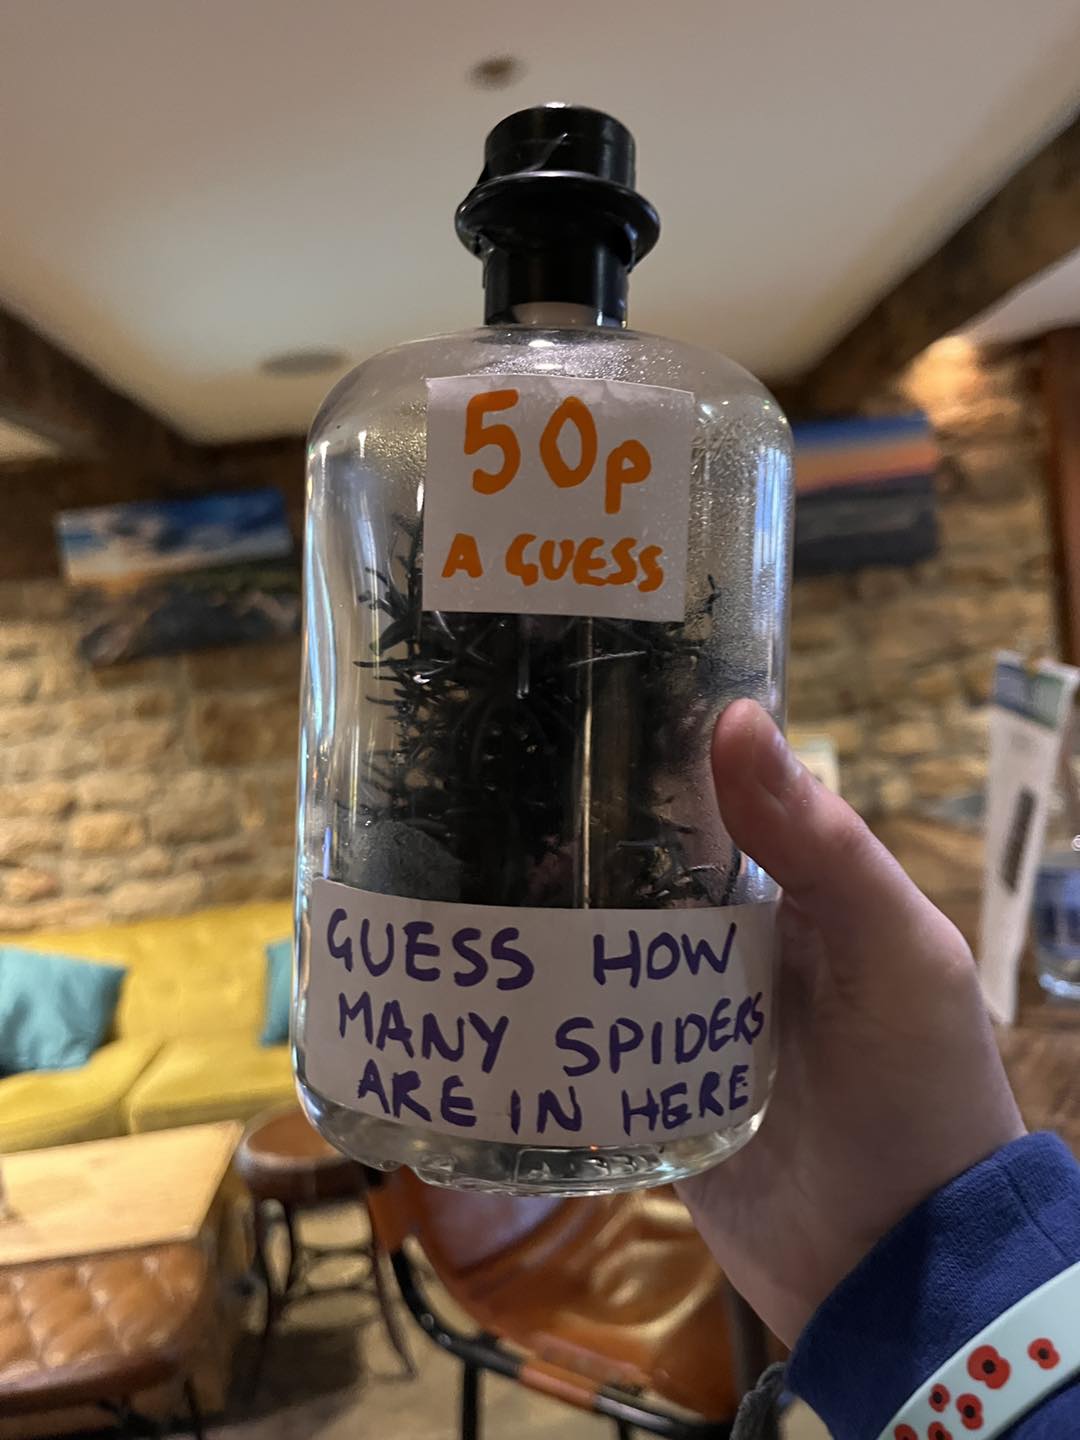 50p
A GUESS
GUESS HOW
MANY SPIDERS
ARE IN HERE